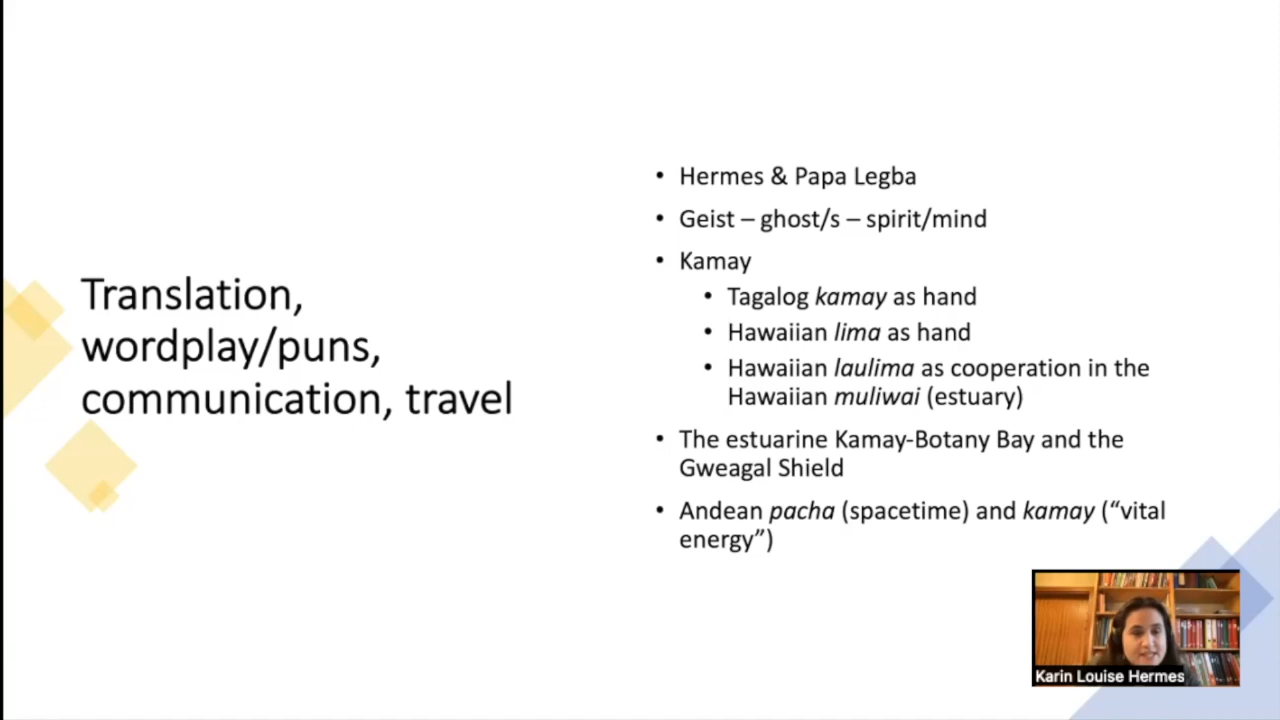 Translation,
wordplay/puns,
communication, travel
• Hermes & Papa Legba
• Geist – ghost/s – spirit/mind
• Kamay
• Tagalog kamay as hand
• Hawaiian lima as hand
• Hawaiian laulima as cooperation in the
Hawaiian muliwai (estuary)
• The estuarine Kamay-Botany Bay and the
Gweagal Shield
• Andean pacha (spacetime) and kamay (“vital
energy”)
Karin Louise Hermes